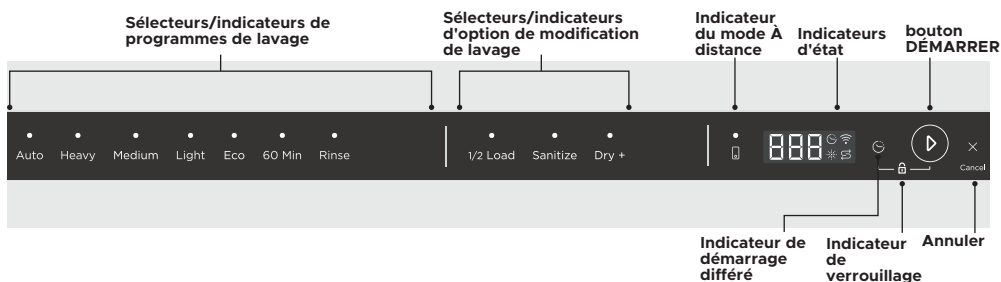 Sélecteurs/indicateurs de
programmes de lavage
Sélecteurs/indicateurs
d'option de modification
de lavage
Indicateur
du mode À
distance
Indicateurs
d'état
bouton
DÉMARRER
Auto Heavy Medium Light Eco 60 Min Rinse
1/2 Load Sanitize Dry +
888
Cancel
Indicateur de
démarrage
différé
Indicateur
de
verrouillage
Annuler